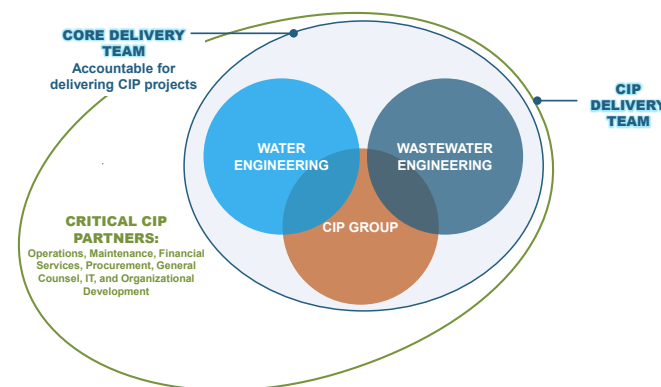 CORE DELIVERY
TEAM
Accountable for
delivering CIP projects
CIP
DELIVERY
TEAM
WATER
ENGINEERING
WASTEWATER
ENGINEERING
CIP GROUP
CRITICAL CIP
PARTNERS:
Operations, Maintenance, Financial
Services, Procurement, General
Counsel, IT, and Organizational
Development